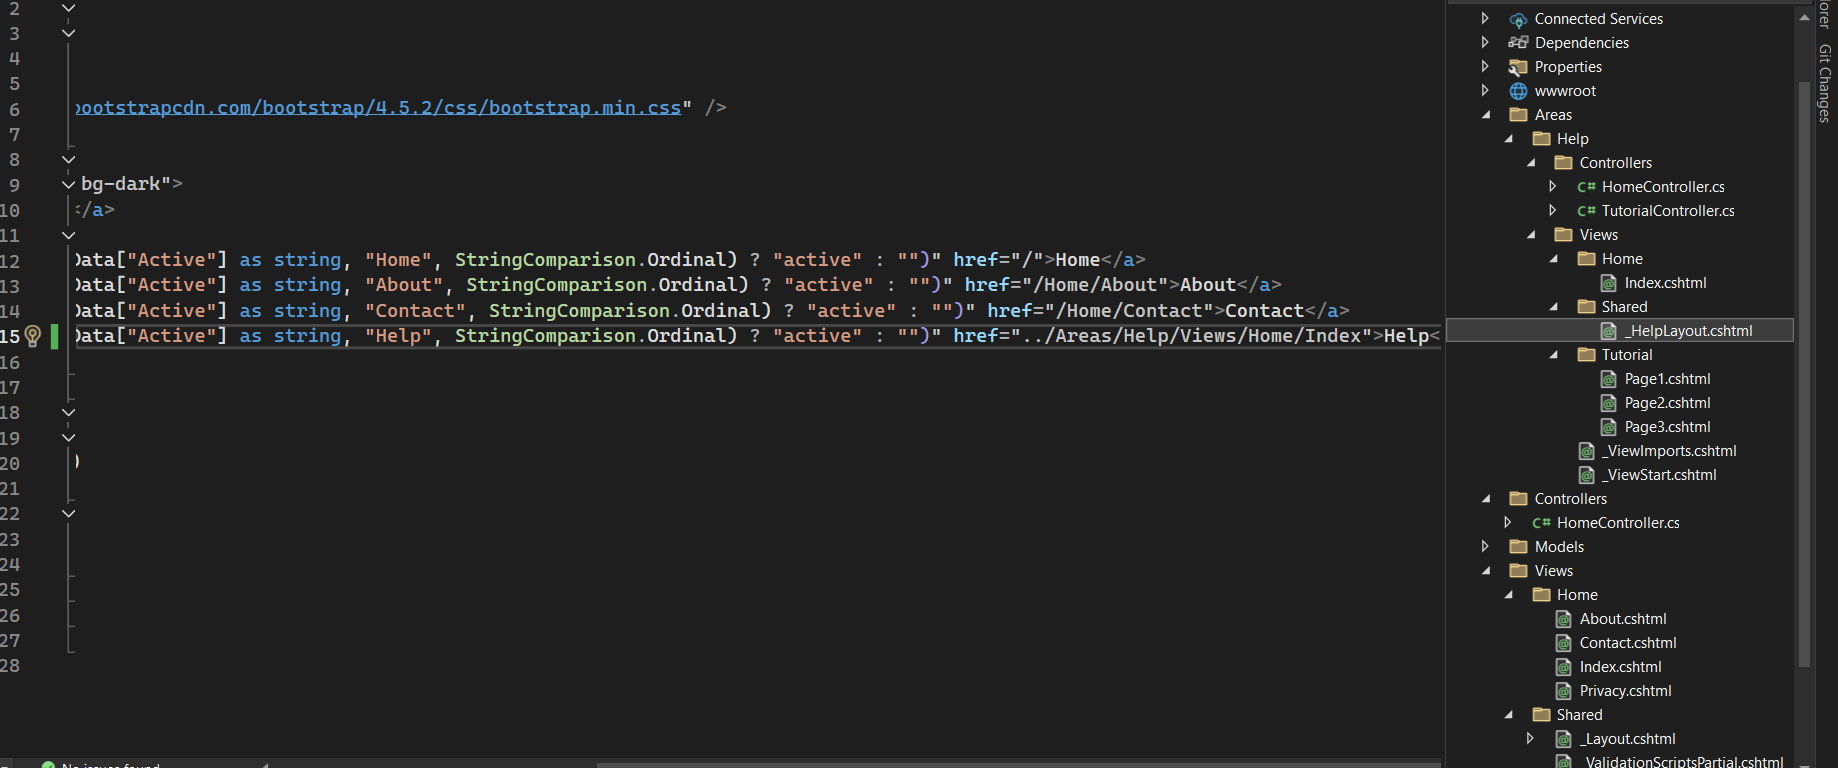 2
3
4
5
6 bootstrapcdn.com/bootstrap/4.5.2/css/bootstrap.min.css" />
7
8
9 bg-dark">
10 </a>
11
12 Data["Active"] as string, "Home", StringComparison.Ordinal) ? "active" : "")" href="/">Home</a>
13 Data["Active"] as string, "About", StringComparison.Ordinal) ? "active" : "")" href="/Home/About">About</a>
14 Data["Active"] as string, "Contact", StringComparison.Ordinal) ? "active" : "")" href="/Home/Contact">Contact</a>
15 Data["Active"] as string, "Help", StringComparison.Ordinal) ? "active" : "")" href="../Areas/Help/Views/Home/Index">Help<
16
17
18
19
20 )
21
22
23
24
25
26
27
28
No issues found
Connected Services
Dependencies
Properties
wwwroot
Areas
Help
Controllers
C# HomeController.cs
C# TutorialController.cs
Views
Home
Index.cshtml
Shared
_HelpLayout.cshtml
Tutorial
Page1.cshtml
Page2.cshtml
Page3.cshtml
_ViewImports.cshtml
_ViewStart.cshtml
Controllers
C# HomeController.cs
Models
Views
Home
About.cshtml
Contact.cshtml
Index.cshtml
Privacy.cshtml
Shared
_Layout.cshtml
_ValidationScriptsPartial.cshtml
Git Changes